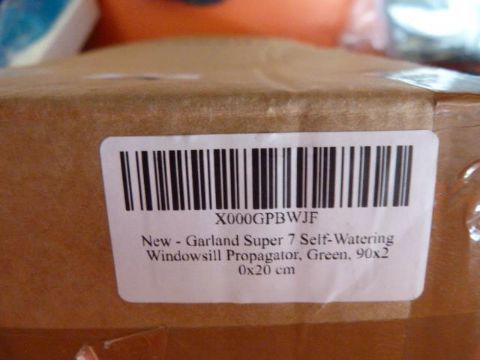 X000GPBWJF
New - Garland Super 7 Self-Watering
Windowsill Propagator, Green, 90x2
0x20 cm